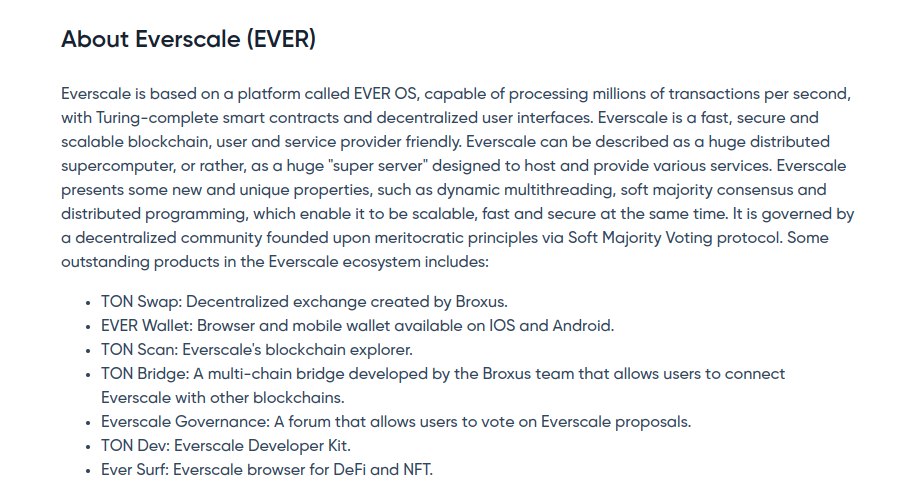 About Everscale (EVER)
Everscale is based on a platform called EVER OS, capable of processing millions of transactions per second,
with Turing-complete smart contracts and decentralized user interfaces. Everscale is a fast, secure and
scalable blockchain, user and service provider friendly. Everscale can be described as a huge distributed
supercomputer, or rather, as a huge "super server" designed to host and provide various services. Everscale
presents some new and unique properties, such as dynamic multithreading, soft majority consensus and
distributed programming, which enable it to be scalable, fast and secure at the same time. It is governed by
a decentralized community founded upon meritocratic principles via Soft Majority Voting protocol. Some
outstanding products in the Everscale ecosystem includes:
• TON Swap: Decentralized exchange created by Broxus.
• EVER Wallet: Browser and mobile wallet available on IOS and Android.
• TON Scan: Everscale's blockchain explorer.
• TON Bridge: A multi-chain bridge developed by the Broxus team that allows users to connect
Everscale with other blockchains.
• Everscale Governance: A forum that allows users to vote on Everscale proposals.
• TON Dev: Everscale Developer Kit.
• Ever Surf: Everscale browser for DeFi and NFT.